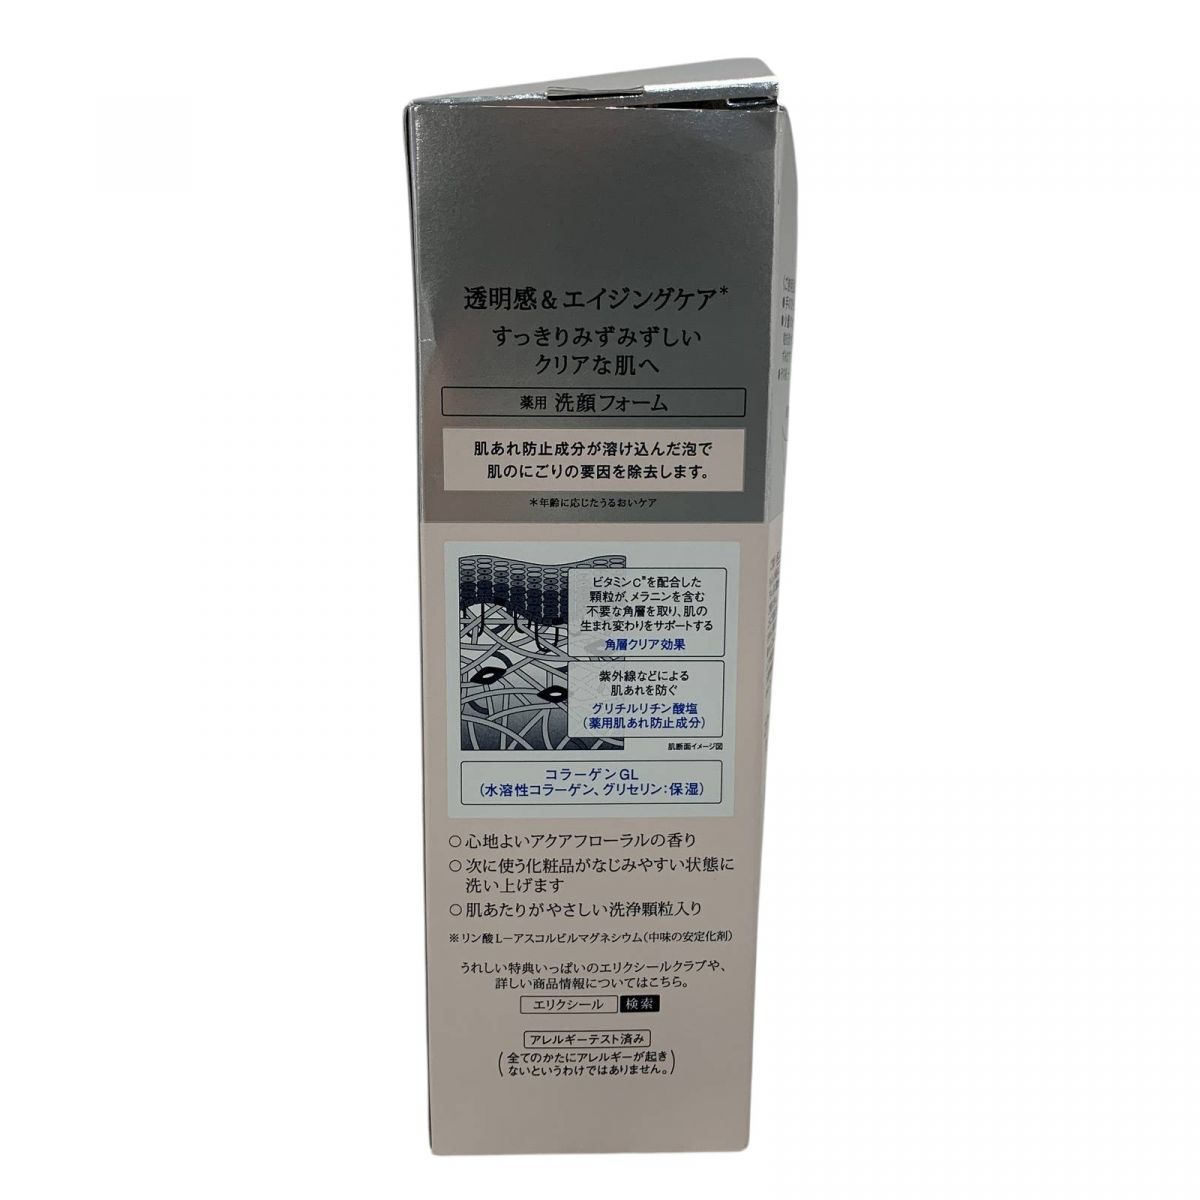 透明感&エイジングケア*
すっきりみずみずしい
クリアな肌へ
薬用 洗顔フォーム
肌あれ防止成分が溶け込んだ泡で
肌のにごりの要因を除去します。
*年齢に応じたうるおいケア
ビタミンC※を配合した
顆粒が、メラニンを含む
不要な角層を取り、肌の
生まれ変わりをサポートする
角層クリア効果
紫外線などによる
肌あれを防ぐ
グリチルリチン酸塩
(薬用肌あれ防止成分)
肌断面イメージ図
コラーゲンGL
(水溶性コラーゲン、グリセリン:保湿)
○心地よいアクアフローラルの香り
○次に使う化粧品がなじみやすい状態に
洗い上げます
○肌あたりがやさしい洗浄顆粒入り
※リン酸L-アスコルビルマグネシウム(中味の安定化剤)
うれしい特典いっぱいのエリクシールクラブや、
詳しい商品情報についてはこちら。
エリクシール 検索
アレルギーテスト済み
(全てのかたにアレルギーが起き
ないというわけではありません。)